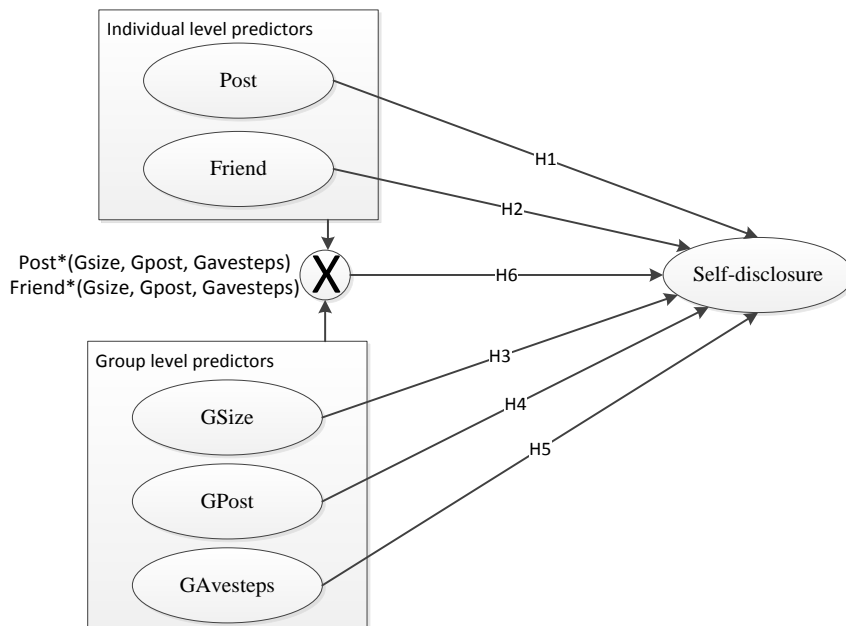 Individual level predictors
Post
Friend
H1
H2
Post*(Gsize, Gpost, Gavesteps)
Friend*(Gsize, Gpost, Gavesteps)
X
H6
Self-disclosure
Group level predictors
H3
GSize
H4
H5
GPost
GAvesteps